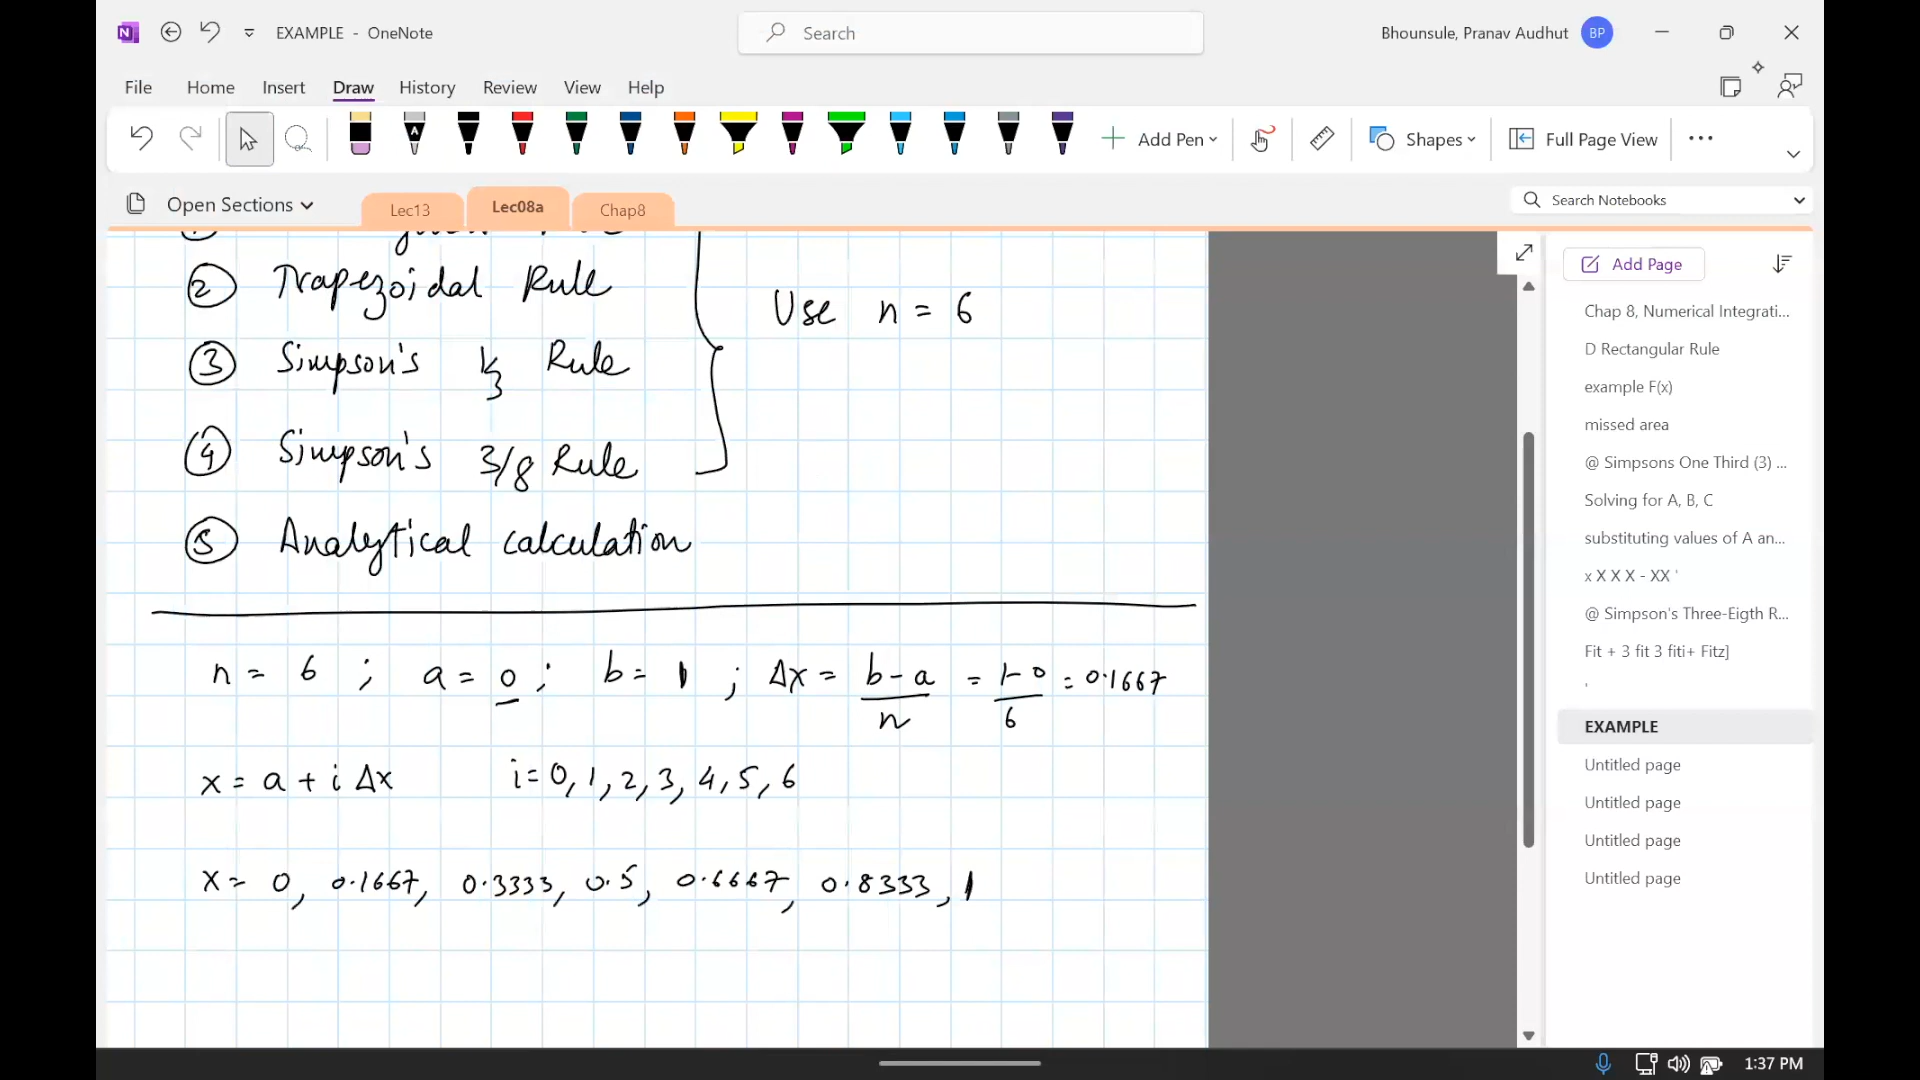 EXAMPLE - OneNote
Search
Bhounsule, Pranav Audhut BP
File Home Insert Draw History Review View Help
Add Pen Shapes Full Page View
Open Sections Lec13 Lec08a Chap8 Search Notebooks
② Trapezoidal Rule
③ Simpson's 1/3 Rule
④ Simpson's 3/8 Rule
Use n = 6
⑤ Analytical calculation
n = 6 ; a = 0 ; b = 1 ; Δx = b - a / n = 1-0 / 6 = 0.1667
x = a + i Δx i = 0, 1, 2, 3, 4, 5, 6
x = 0, 0.1667, 0.3333, 0.5, 0.6667, 0.8333, 1
Add Page
Chap 8, Numerical Integrati...
D Rectangular Rule
example F(x)
missed area
@ Simpsons One Third (3) ...
Solving for A, B, C
substituting values of A an...
x X X X - XX '
@ Simpson's Three-Eigth R...
Fit + 3 fit 3 fiti+ Fitz]
'
EXAMPLE
Untitled page
Untitled page
Untitled page
Untitled page
1:37 PM